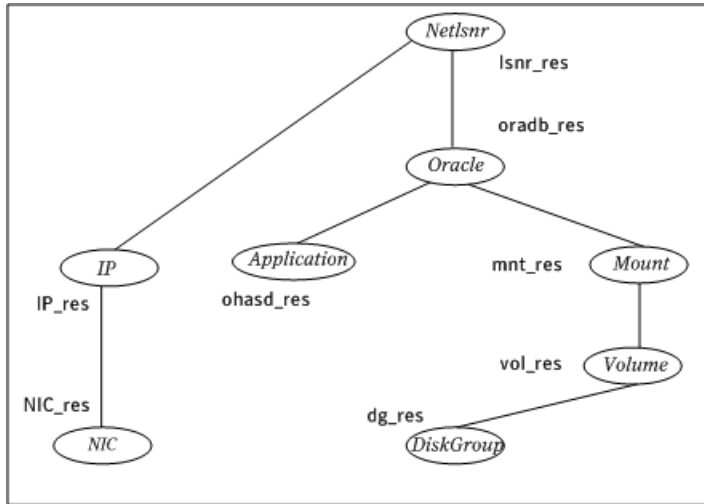 Netlsnr
lsnr_res
oradb_res
Oracle
Application
IP
mnt_res
Mount
IP_res
ohasd_res
vol_res
Volume
NIC_res
dg_res
NIC
DiskGroup